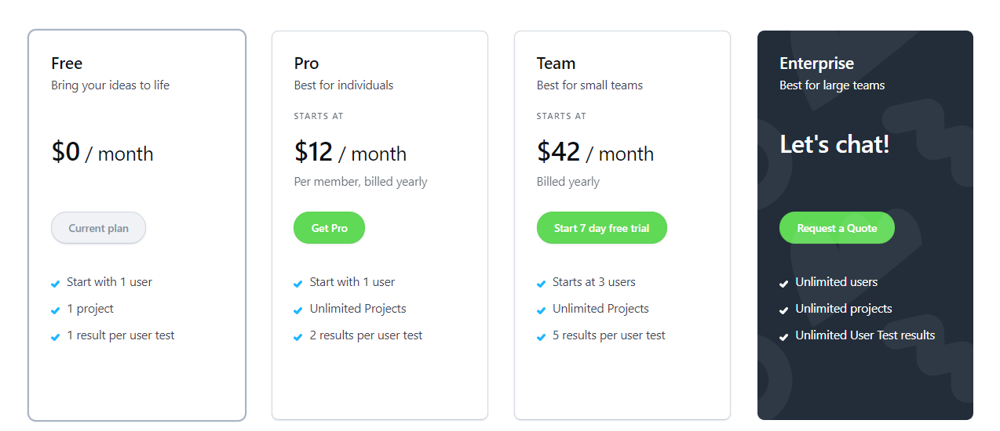 Free
Bring your ideas to life
$0 / month
Current plan
Start with 1 user
1 project
1 result per user test
Pro
Best for individuals
STARTS AT
$12 / month
Per member, billed yearly
Get Pro
Start with 1 user
Unlimited Projects
2 results per user test
Team
Best for small teams
STARTS AT
$42 / month
Billed yearly
Start 7 day free trial
Starts at 3 users
Unlimited Projects
5 results per user test
Enterprise
Best for large teams
Let's chat!
Request a Quote
Unlimited users
Unlimited projects
Unlimited User Test results